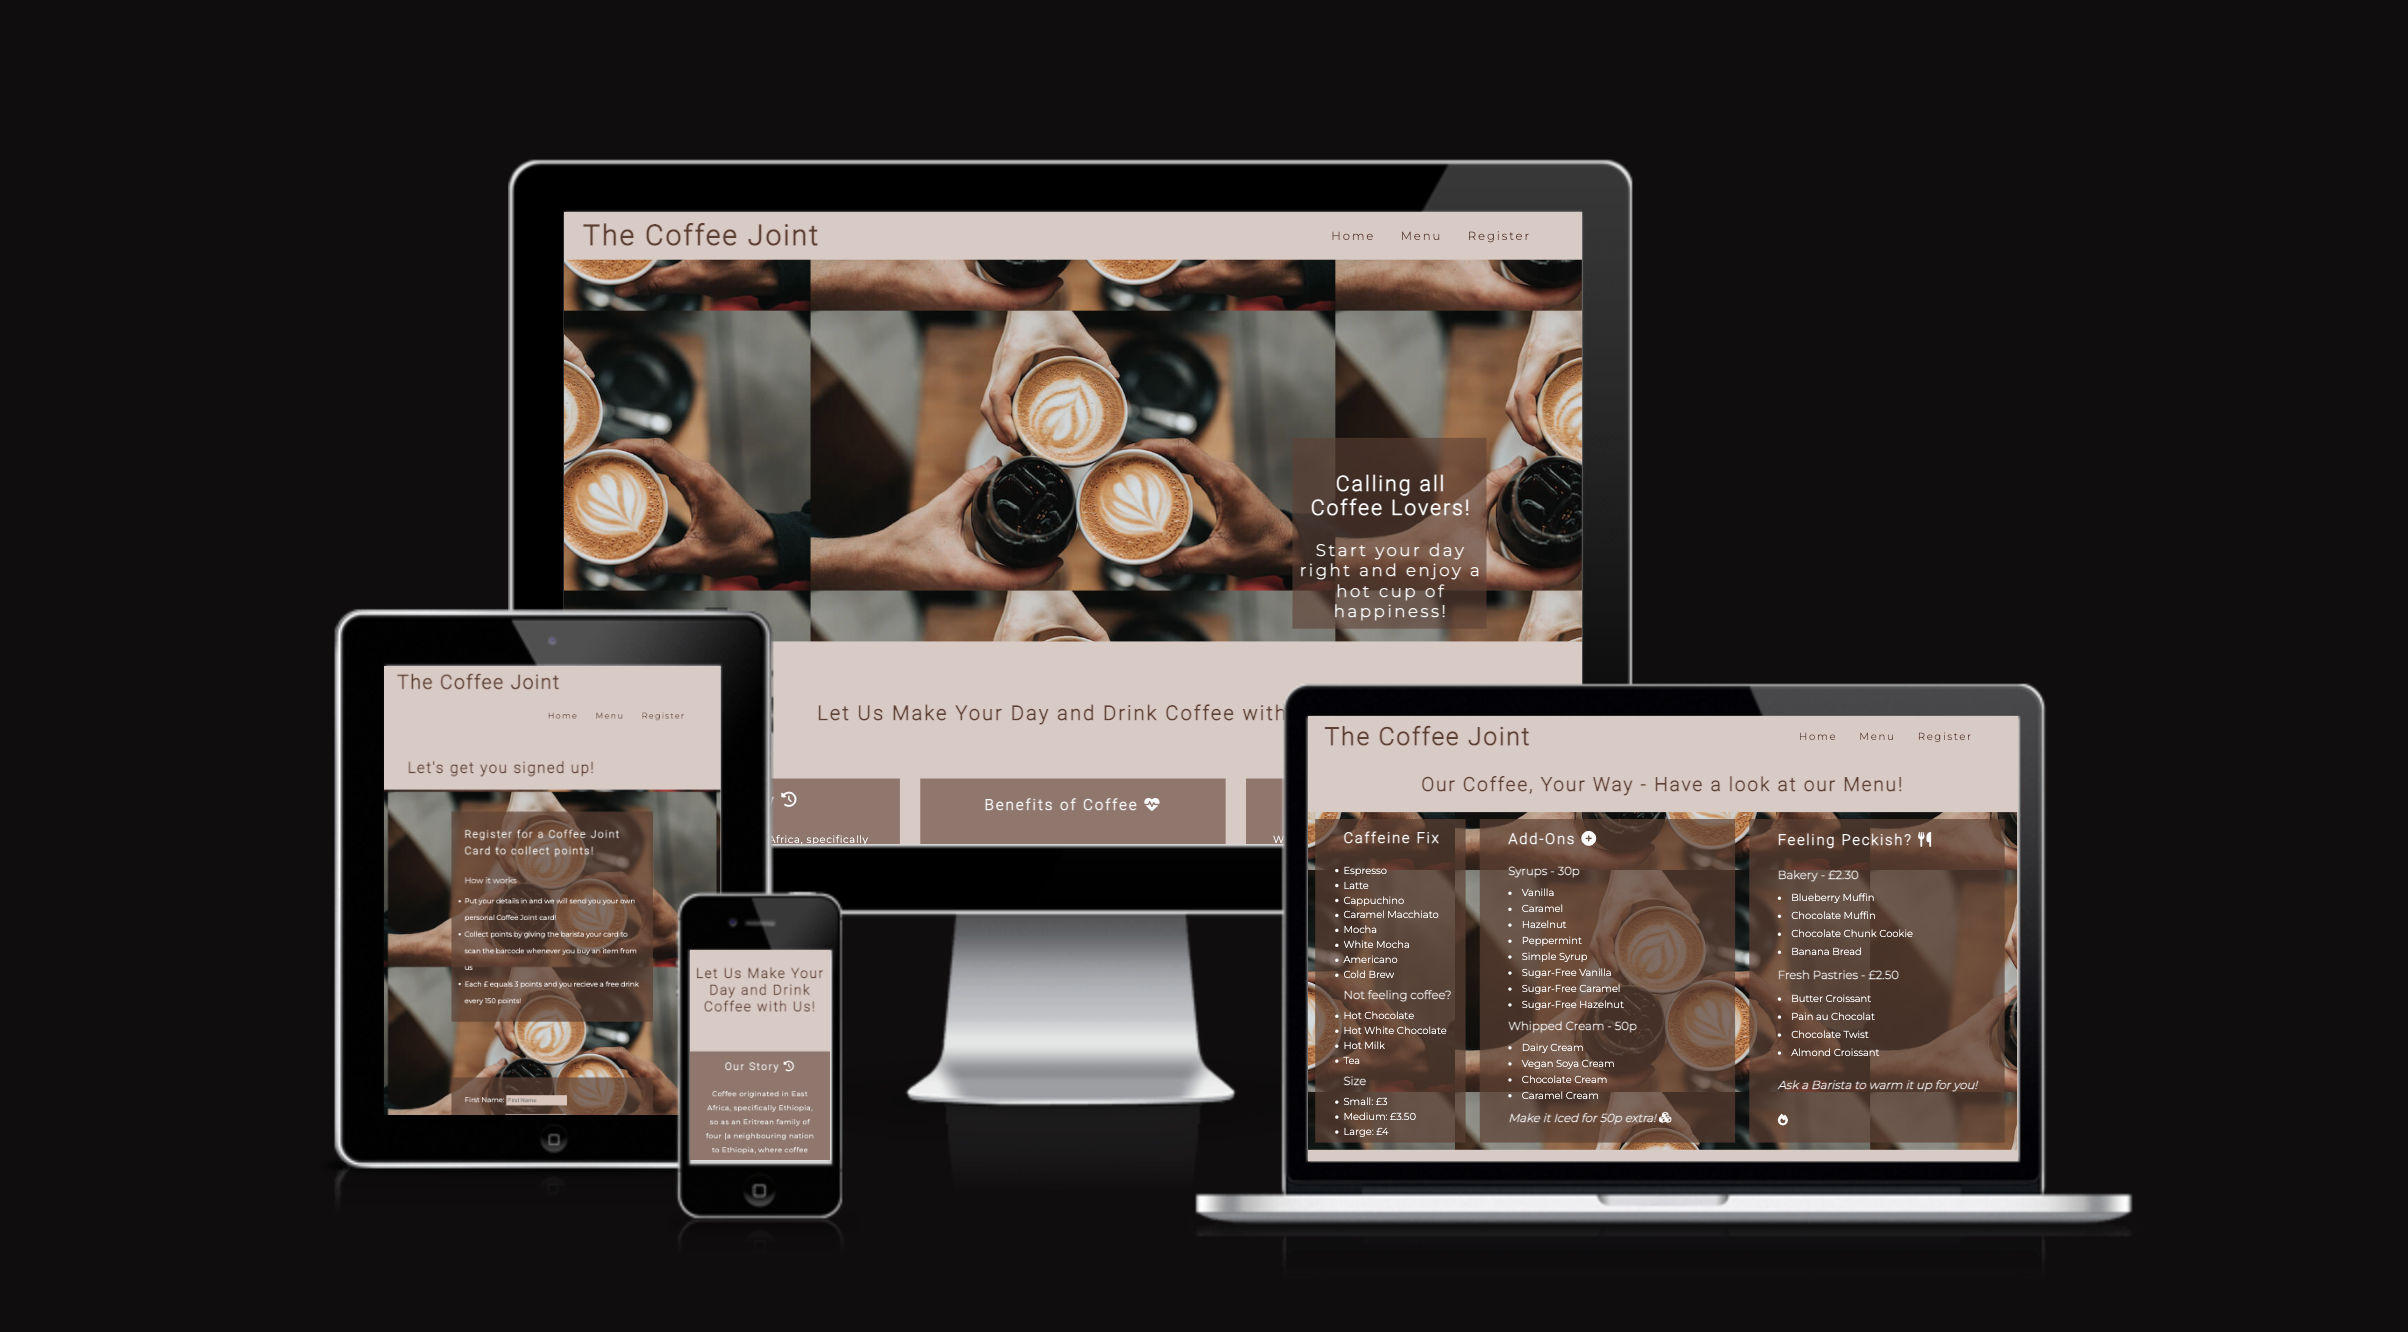 The Coffee Joint
Home Menu Register
Calling all
Coffee Lovers!
Start your day
right and enjoy a
hot cup of
happiness!
Let Us Make Your Day and Drink Coffee with
Benefits of Coffee
Africa, specifically
W
The Coffee Joint
Home Menu Register
Let's get you signed up!
Register for a Coffee Joint
Card to collect points!
How it works
Put your details in and we will send you your own
personal Coffee Joint card!
Collect points by giving the barista your card to
scan the barcode whenever you buy an item from
us
Each £ equals 3 points and you recieve a free drink
every 150 points!
First Name: First Name
Let Us Make Your
Day and Drink
Coffee with Us!
Our Story
Coffee originated in East
Africa, specifically Ethiopia,
so as an Eritrean family of
four (a neighbouring nation
to Ethiopia, where coffee
The Coffee Joint
Home Menu Register
Our Coffee, Your Way - Have a look at our Menu!
Caffeine Fix
Espresso
Latte
Cappuchino
Caramel Macchiato
Mocha
White Mocha
Americano
Cold Brew
Not feeling coffee?
Hot Chocolate
Hot White Chocolate
Hot Milk
Tea
Size
Small: £3
Medium: £3.50
Large: £4
Add-Ons
Syrups - 30p
Vanilla
Caramel
Hazelnut
Peppermint
Simple Syrup
Sugar-Free Vanilla
Sugar-Free Caramel
Sugar-Free Hazelnut
Whipped Cream - 50p
Dairy Cream
Vegan Soya Cream
Chocolate Cream
Caramel Cream
Make it Iced for 50p extra!
Feeling Peckish?
Bakery - £2.30
Blueberry Muffin
Chocolate Muffin
Chocolate Chunk Cookie
Banana Bread
Fresh Pastries - £2.50
Butter Croissant
Pain au Chocolat
Chocolate Twist
Almond Croissant
Ask a Barista to warm it up for you!